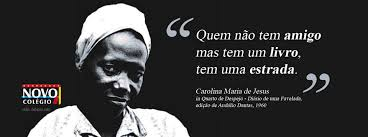 NOVO
COLÉGIO
“
Quem não tem amigo
mas tem um livro,
tem uma estrada.
”
Carolina Maria de Jesus
in Quarto de Despejo - Diário de uma Favelada,
edição de Audálio Dantas, 1960